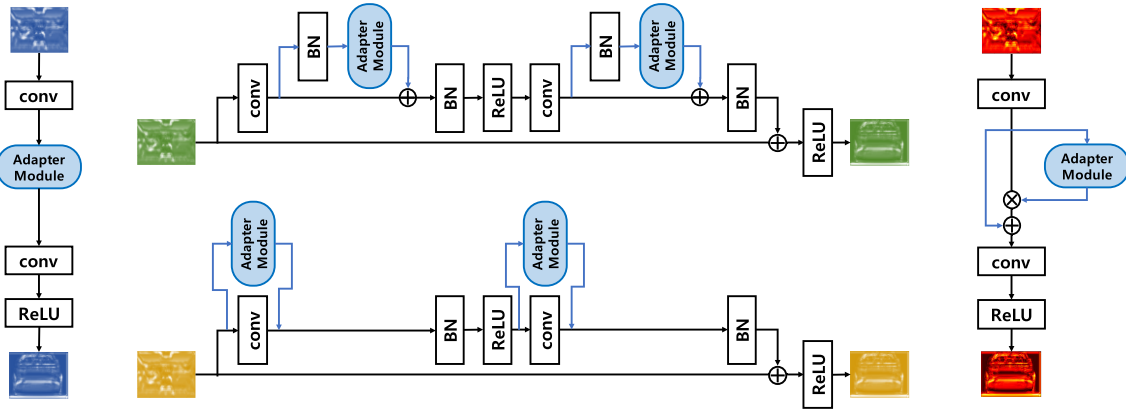 conv
Adapter
Module
conv
ReLU
conv
BN
Adapter
Module
BN
ReLU
conv
BN
Adapter
Module
BN
ReLU
conv
Adapter
Module
BN
ReLU
conv
Adapter
Module
BN
ReLU
conv
Adapter
Module
conv
ReLU